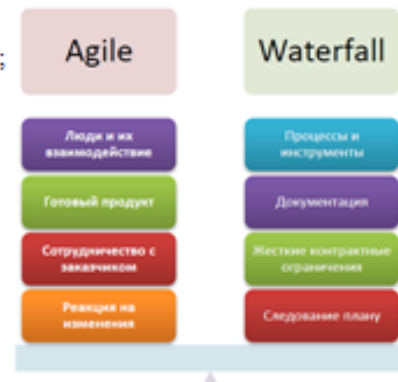 ;
Agile
Waterfall
Люди и их
взаимодействие
Процессы и
инструменты
Готовый продукт
Документация
Сотрудничество с
заказчиком
Жесткие контрактные
ограничения
Реакция на
изменения
Следование плану